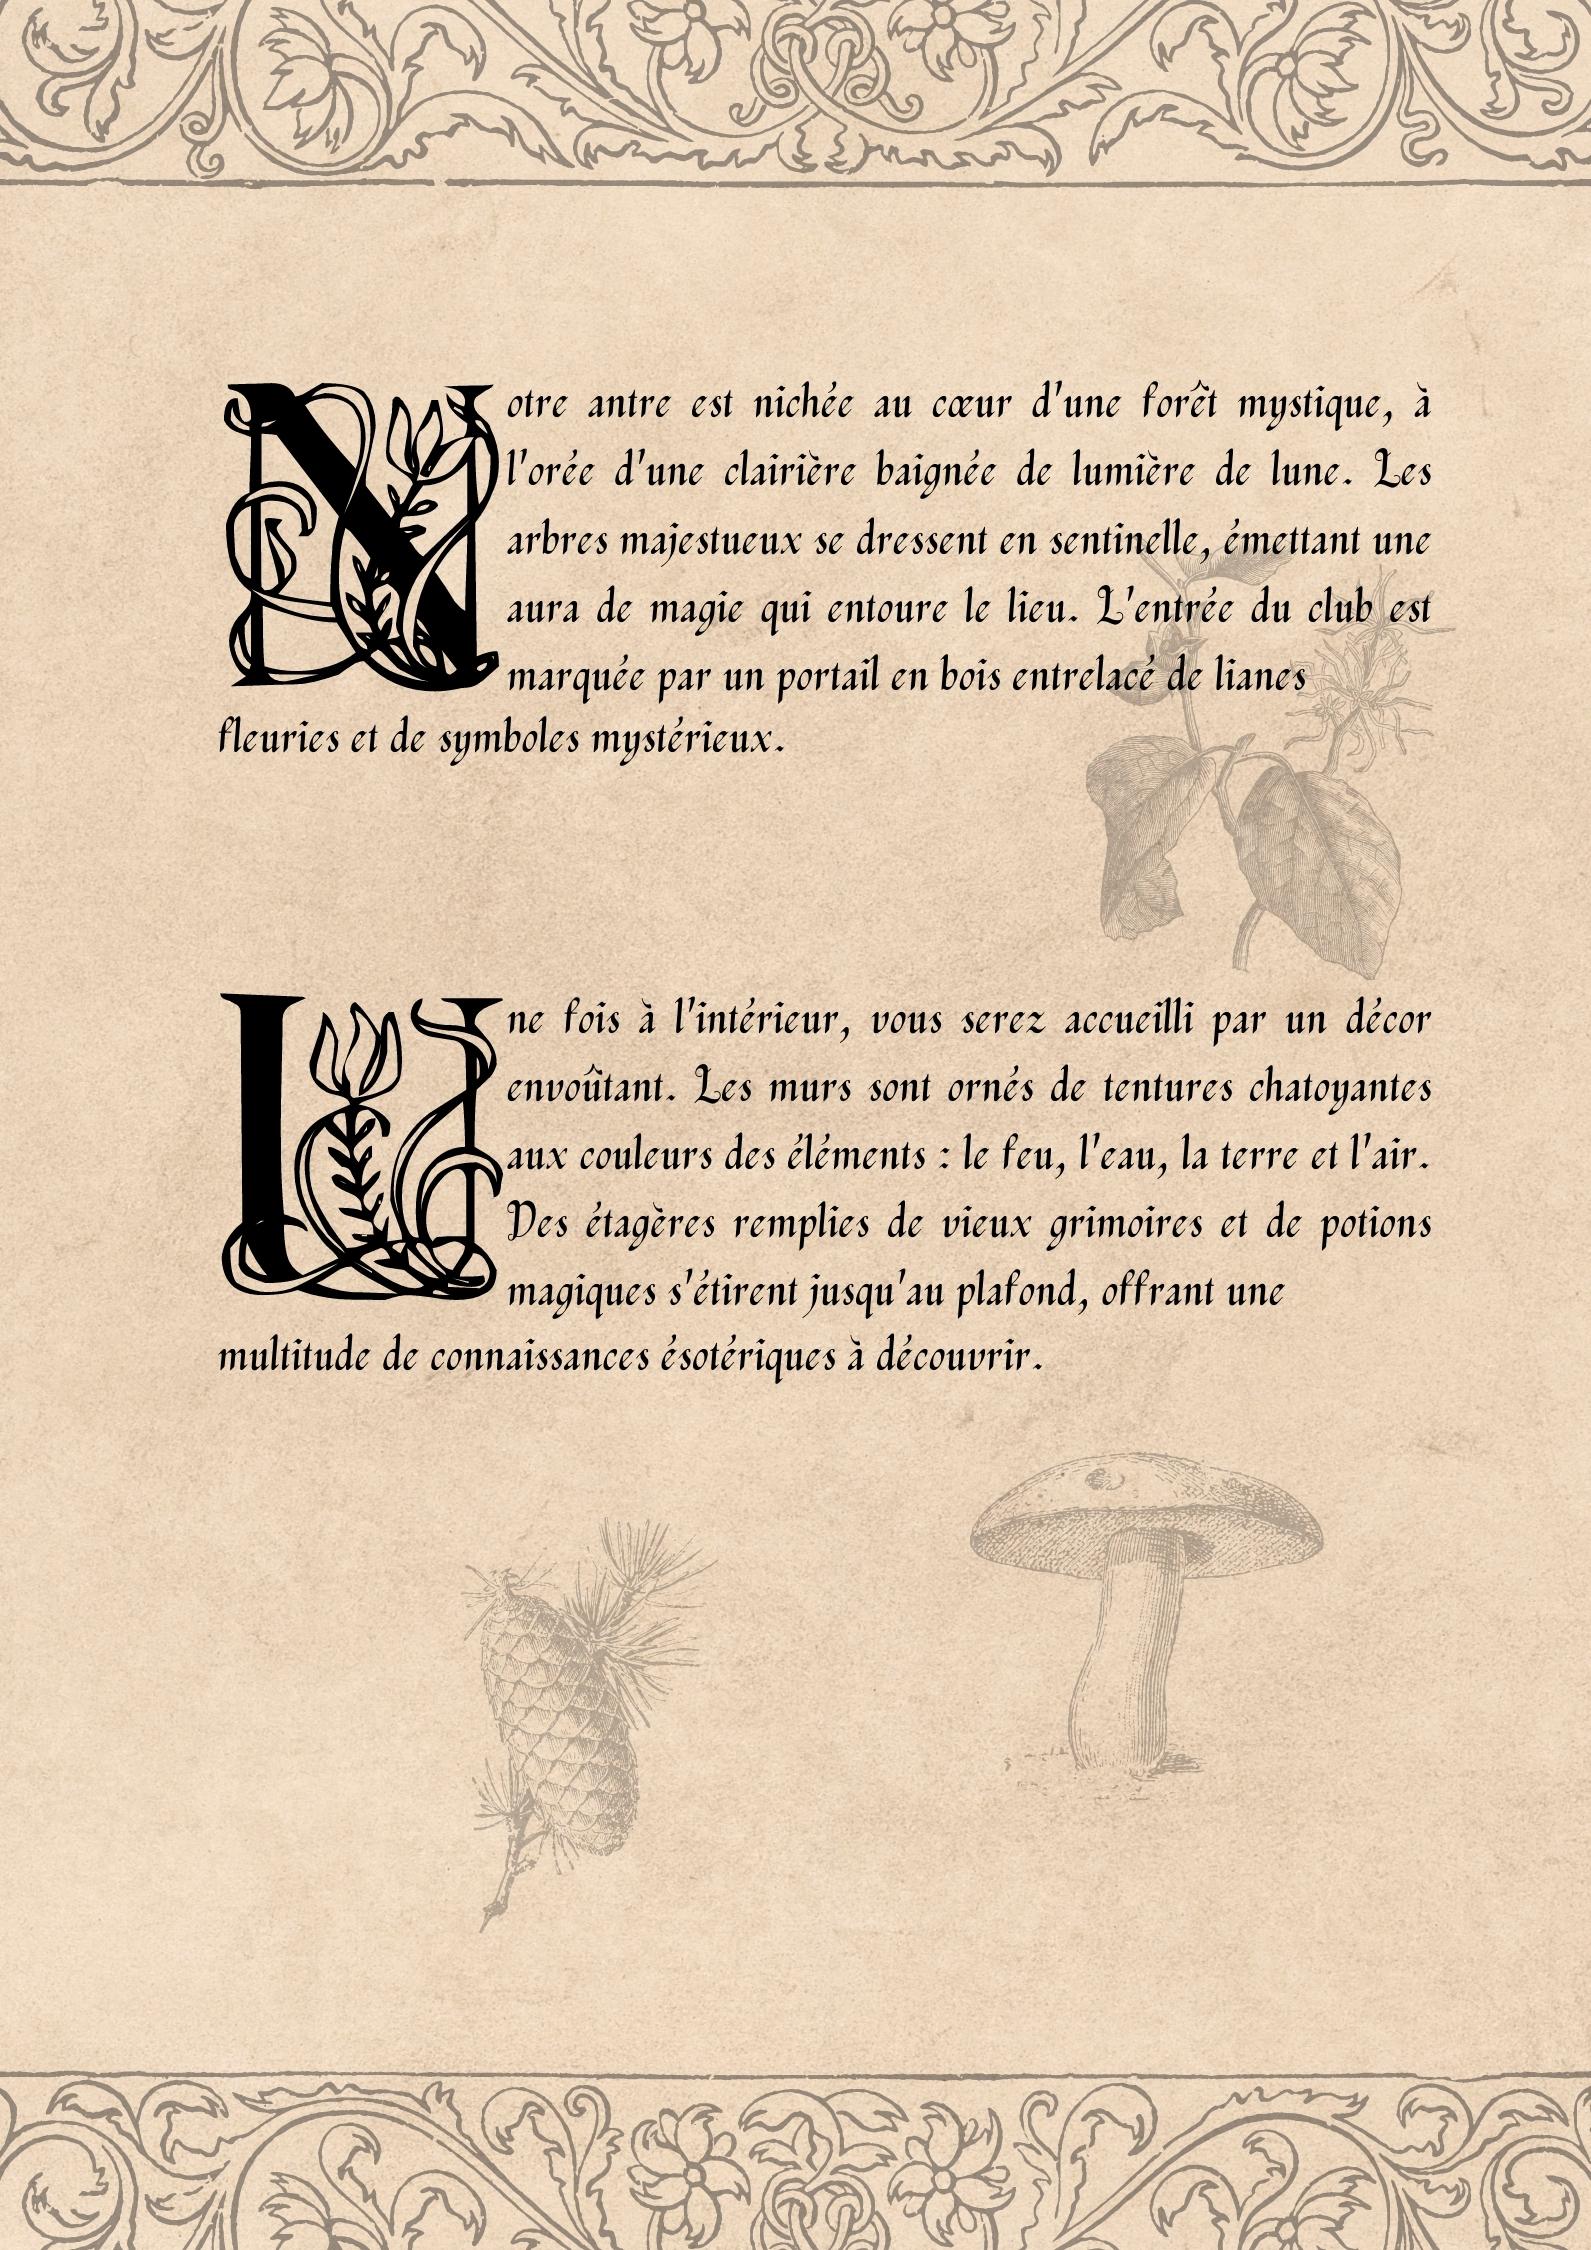 Notre antre est nichée au cœur d'une forêt mystique, à
l'orée d'une clairière baignée de lumière de lune. Les
arbres majestueux se dressent en sentinelle, émettant une
aura de magie qui entoure le lieu. L'entrée du club est
marquée par un portail en bois entrelacé de lianes
fleuries et de symboles mystérieux.
Une fois à l'intérieur, vous serez accueilli par un décor
envoûtant. Les murs sont ornés de tentures chatoyantes
aux couleurs des éléments : le feu, l'eau, la terre et l'air.
Des étagères remplies de vieux grimoires et de potions
magiques s'étirent jusqu'au plafond, offrant une
multitude de connaissances ésotériques à découvrir.